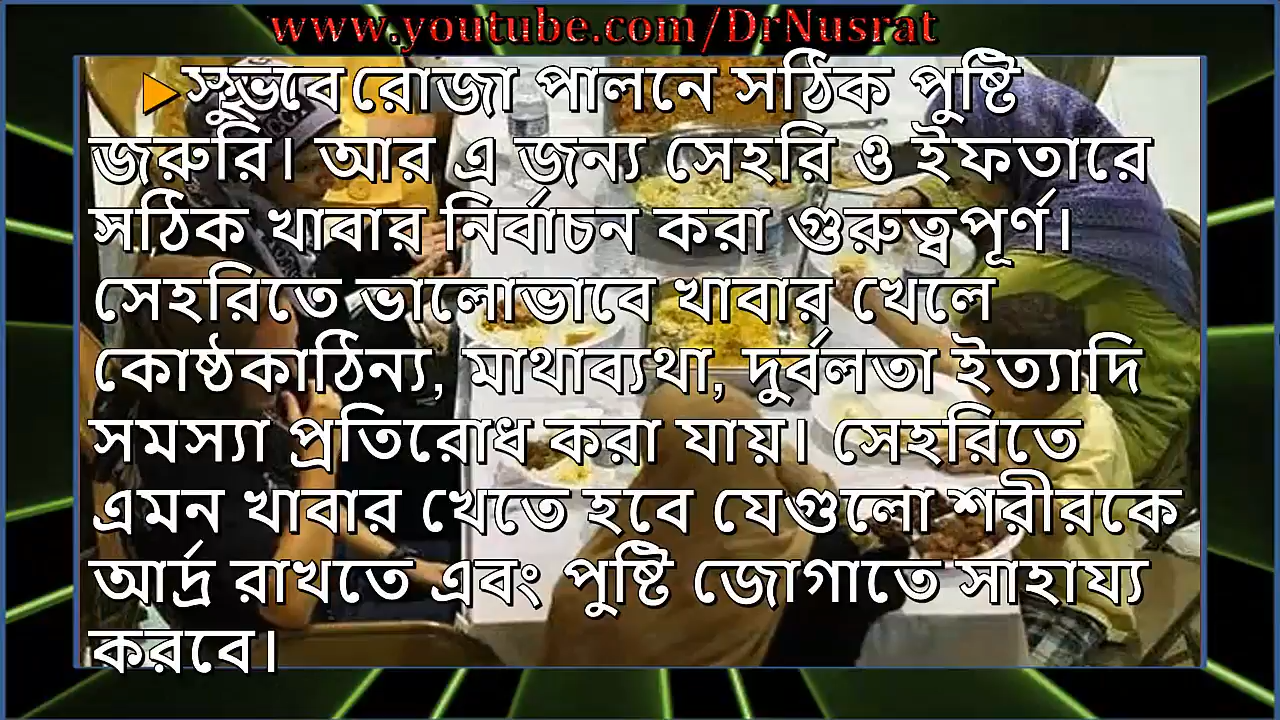 www.youtube.com/DrNusrat
রোজা পালনে সঠিক পুষ্টি
জরুরি। আর এ জন্য সেহরি ও ইফতারে
সঠিক খাবার নির্বাচন করা গুরুত্বপূর্ণ।
সেহরিতে ভালোভাবে খাবার খেলে
কোষ্ঠকাঠিন্য, মাথাব্যথা, দুর্বলতা ইত্যাদি
সমস্যা প্রতিরোধ করা যায়। সেহরিতে
এমন খাবার খেতে হবে যেগুলো শরীরকে
আর্দ্র রাখতে এবং পুষ্টি জোগাতে সাহায্য
করবে।